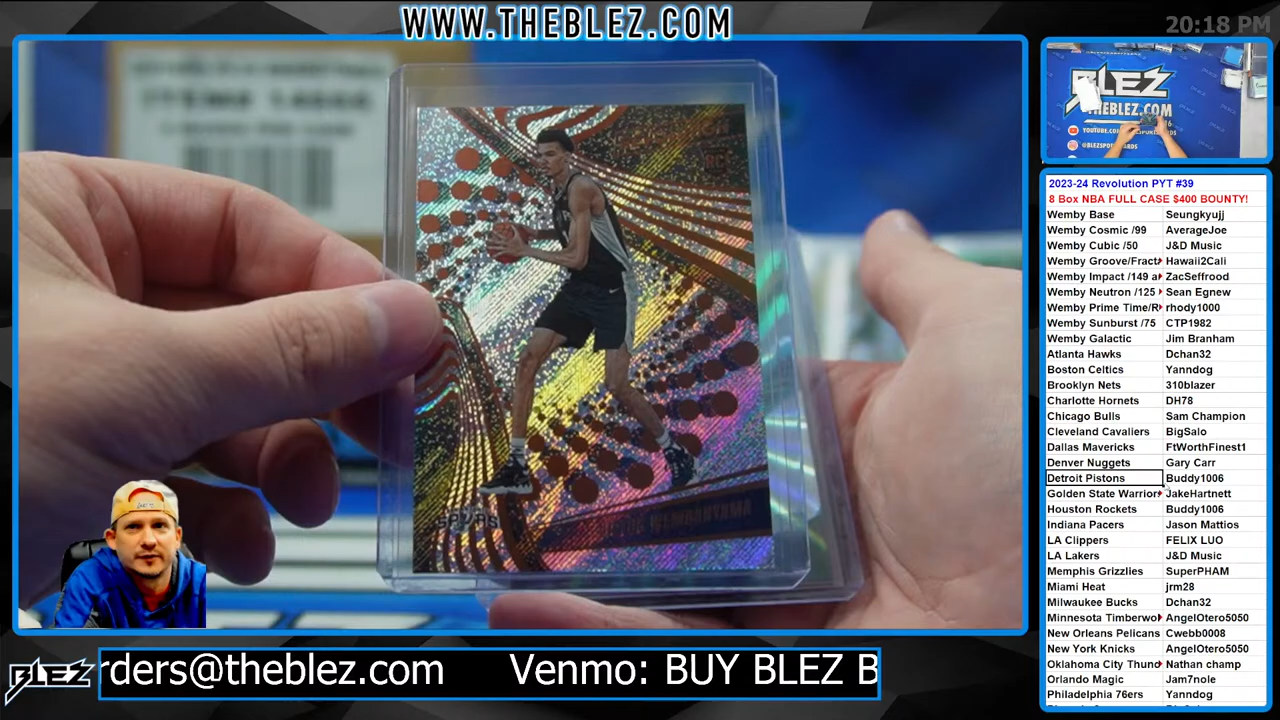 WWW.THEBLEZ.COM
20:18 PM
BLEZ
THEBLEZ.COM
2023-24 Revolution PYT #39
8 Box NBA FULL CASE $400 BOUNTY!
Wemby Base Seungkyujj
Wemby Cosmic /99 AverageJoe
Wemby Cubic /50 J&D Music
Wemby Groove/Fract Hawaii2Cali
Wemby Impact /149 a ZacSeffrood
Wemby Neutron /125 Sean Egnew
Wemby Prime Time/R rhody1000
Wemby Sunburst /75 CTP1982
Wemby Galactic Jim Branham
Atlanta Hawks Dchan32
Boston Celtics Yanndog
Brooklyn Nets 310blazer
Charlotte Hornets DH78
Chicago Bulls Sam Champion
Cleveland Cavaliers BigSalo
Dallas Mavericks FtWorthFinest1
Denver Nuggets Gary Carr
Detroit Pistons Buddy1006
Golden State Warrior JakeHartnett
Houston Rockets Buddy1006
Indiana Pacers Jason Mattios
LA Clippers FELIX LUO
LA Lakers J&D Music
Memphis Grizzlies SuperPHAM
Miami Heat jrm28
Milwaukee Bucks Dchan32
Minnesota Timberwo AngelOtero5050
New Orleans Pelicans Cwebb0008
New York Knicks AngelOtero5050
Oklahoma City Thund Nathan champ
Orlando Magic Jam7nole
Philadelphia 76ers Yanndog
SPURS
WEMBANYAMA
BLEZ
rders@theblez.com Venmo: BUY BLEZ B